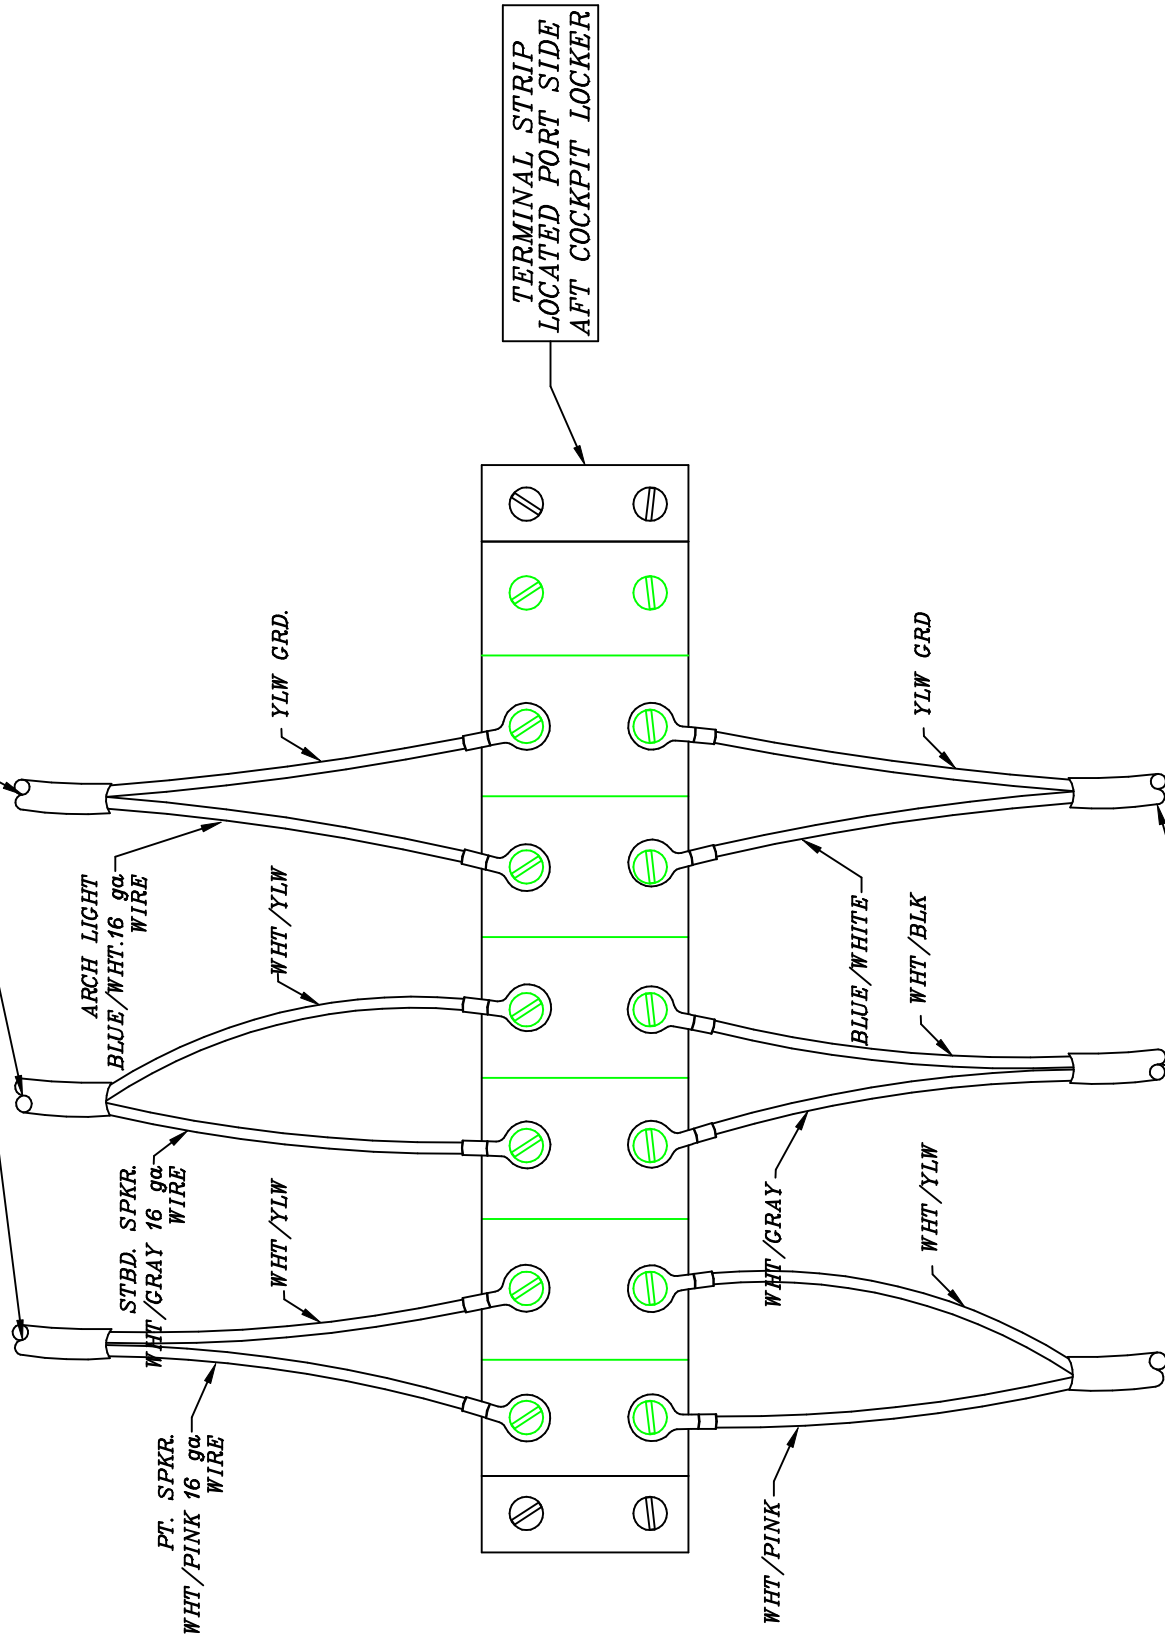 TERMINAL STRIP
LOCATED PORT SIDE
AFT COCKPIT LOCKER
YLW GRD.
ARCH LIGHT
BLUE/WHT.16 ga
WIRE
WHT/YLW
STBD. SPKR.
WHT/GRAY 16 ga
WIRE
WHT/YLW
PT. SPKR.
WHT/PINK 16 ga
WIRE
YLW GRD
BLUE/WHITE
WHT/BLK
WHT/GRAY
WHT/YLW
WHT/PINK